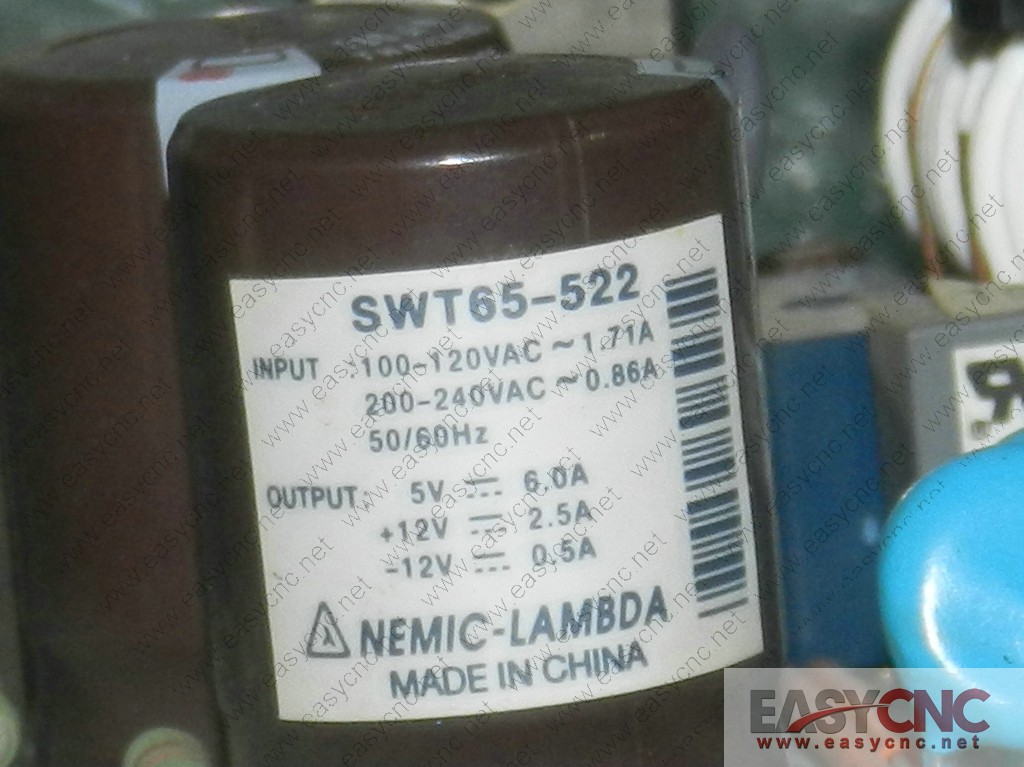 SWT65-522
INPUT : 100-120VAC ~ 1.71A
200-240VAC ~ 0.86A
50/60Hz
OUTPUT : 5V 6.0A
+12V 2.5A
-12V 0.5A
NEMIC-LAMBDA
MADE IN CHINA
EASYCNC
www.easycnc.net